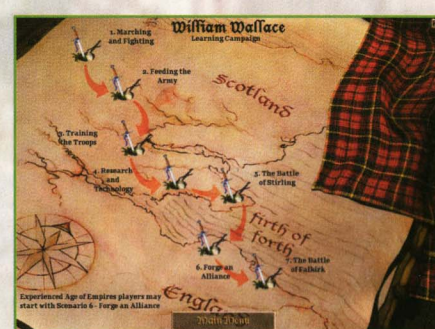 William Wallace
Learning Campaign
1. Marching
and Fighting
2. Feeding the
Army
Scotland
3. Training
the Troops
4. Research
and
Technology
5. The Battle
of Stirling
firth of
forth
6. Forge an
Alliance
7. The Battle
of Falkirk
Experienced Age of Empires players may
start with Scenario 6 - Forge an Alliance
Engla
Main Menu